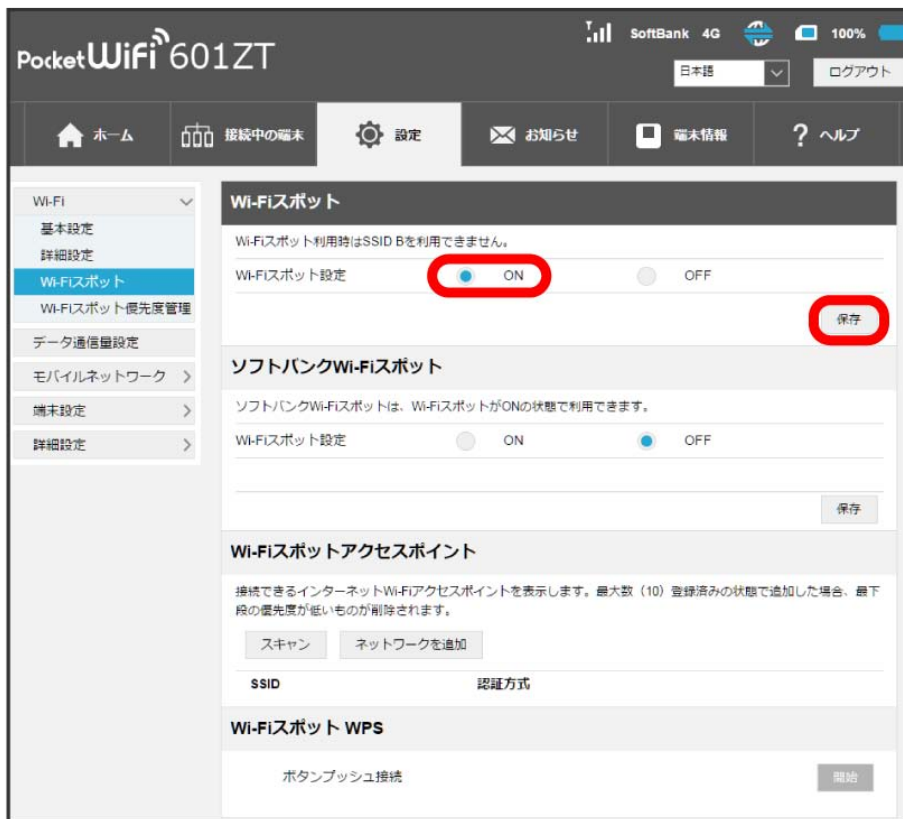 SoftBank 4G 100%
PocketWiFi 601ZT
日本語 ログアウト
ホーム 接続中の端末 設定 お知らせ 端末情報 ? ヘルプ
Wi-Fi
基本設定
詳細設定
Wi-Fiスポット
Wi-Fiスポット優先度管理
データ通信量設定
モバイルネットワーク
端末設定
詳細設定
Wi-Fiスポット
Wi-Fiスポット利用時はSSID Bを利用できません。
Wi-Fiスポット設定 ON OFF
保存
ソフトバンクWi-Fiスポット
ソフトバンクWi-Fiスポットは、Wi-FiスポットがONの状態で利用できます。
Wi-Fiスポット設定 ON OFF
保存
Wi-Fiスポットアクセスポイント
接続できるインターネットWi-Fiアクセスポイントを表示します。最大数（10）登録済みの状態で追加した場合、最下
段の優先度が低いものが削除されます。
スキャン ネットワークを追加
SSID 認証方式
Wi-Fiスポット WPS
ボタンプッシュ接続 開始